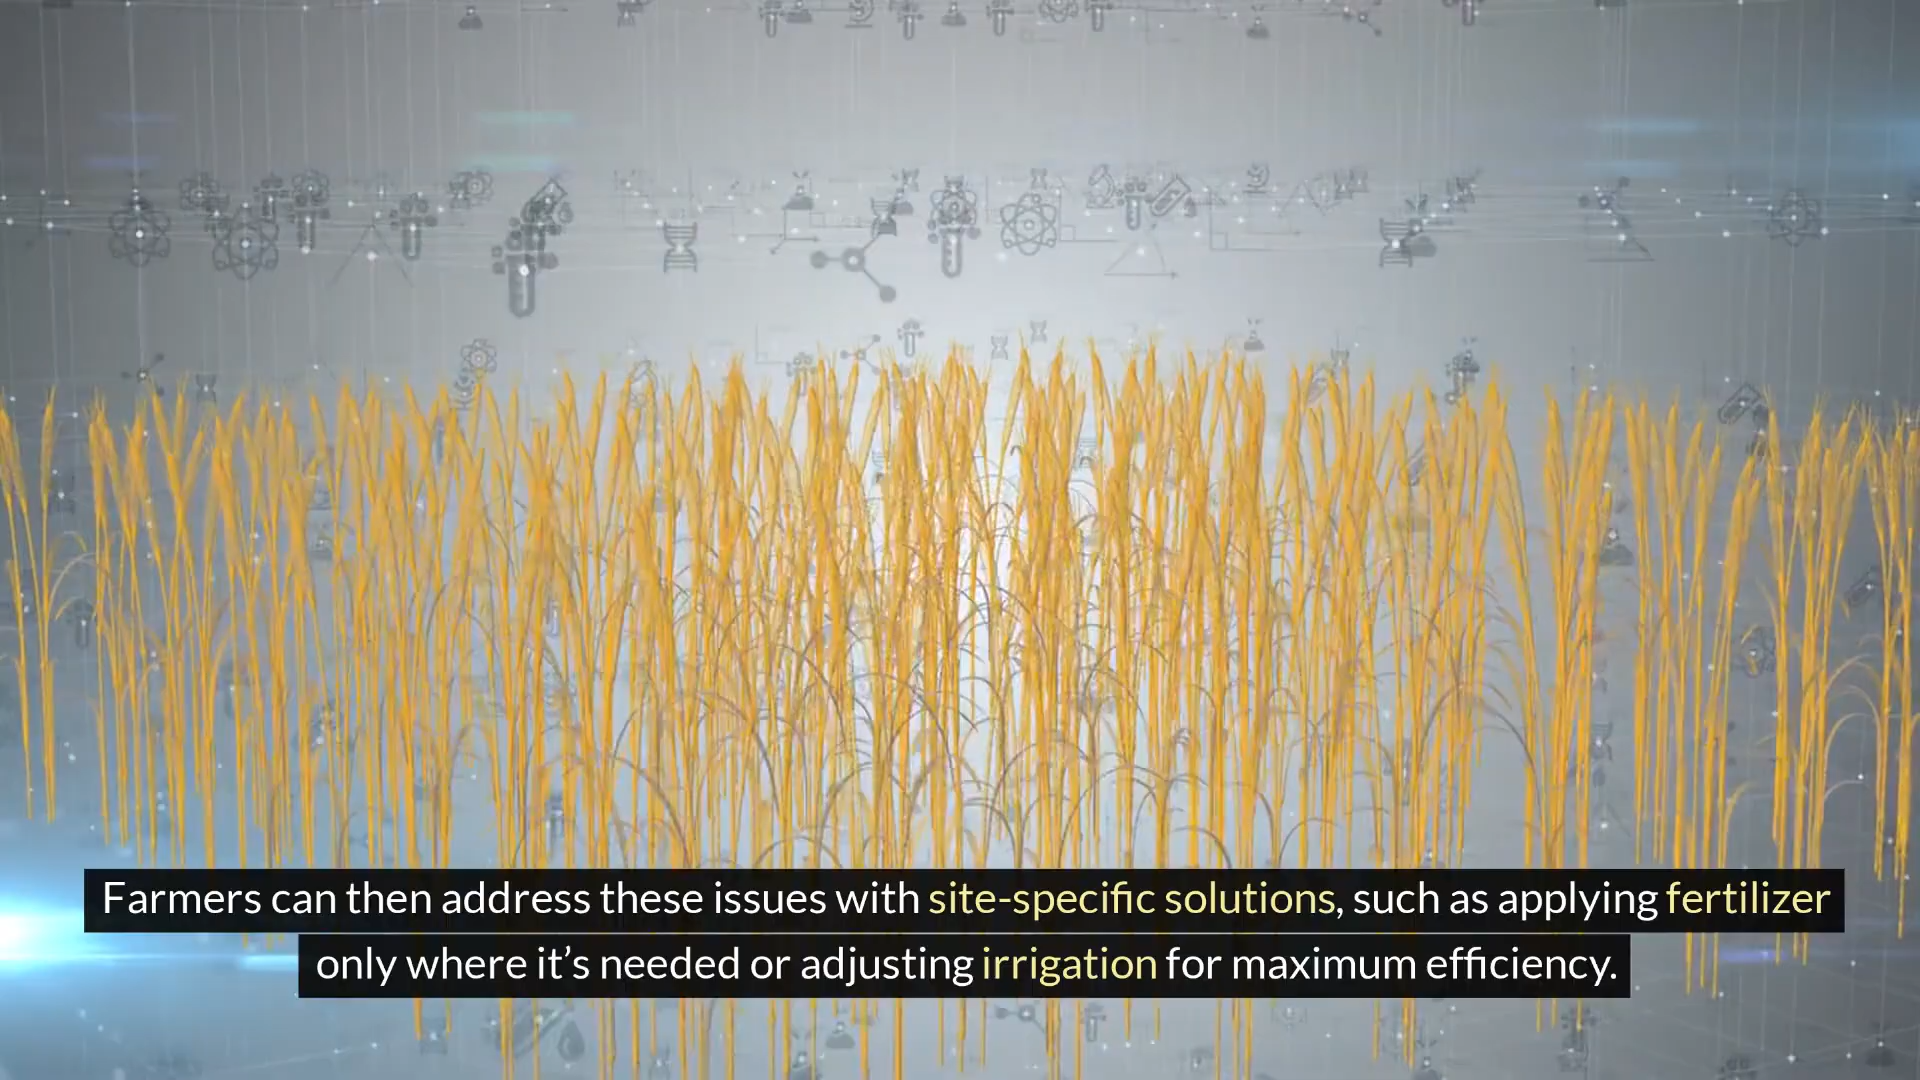 Farmers can then address these issues with site-specific solutions, such as applying fertilizer
only where it’s needed or adjusting irrigation for maximum efficiency.